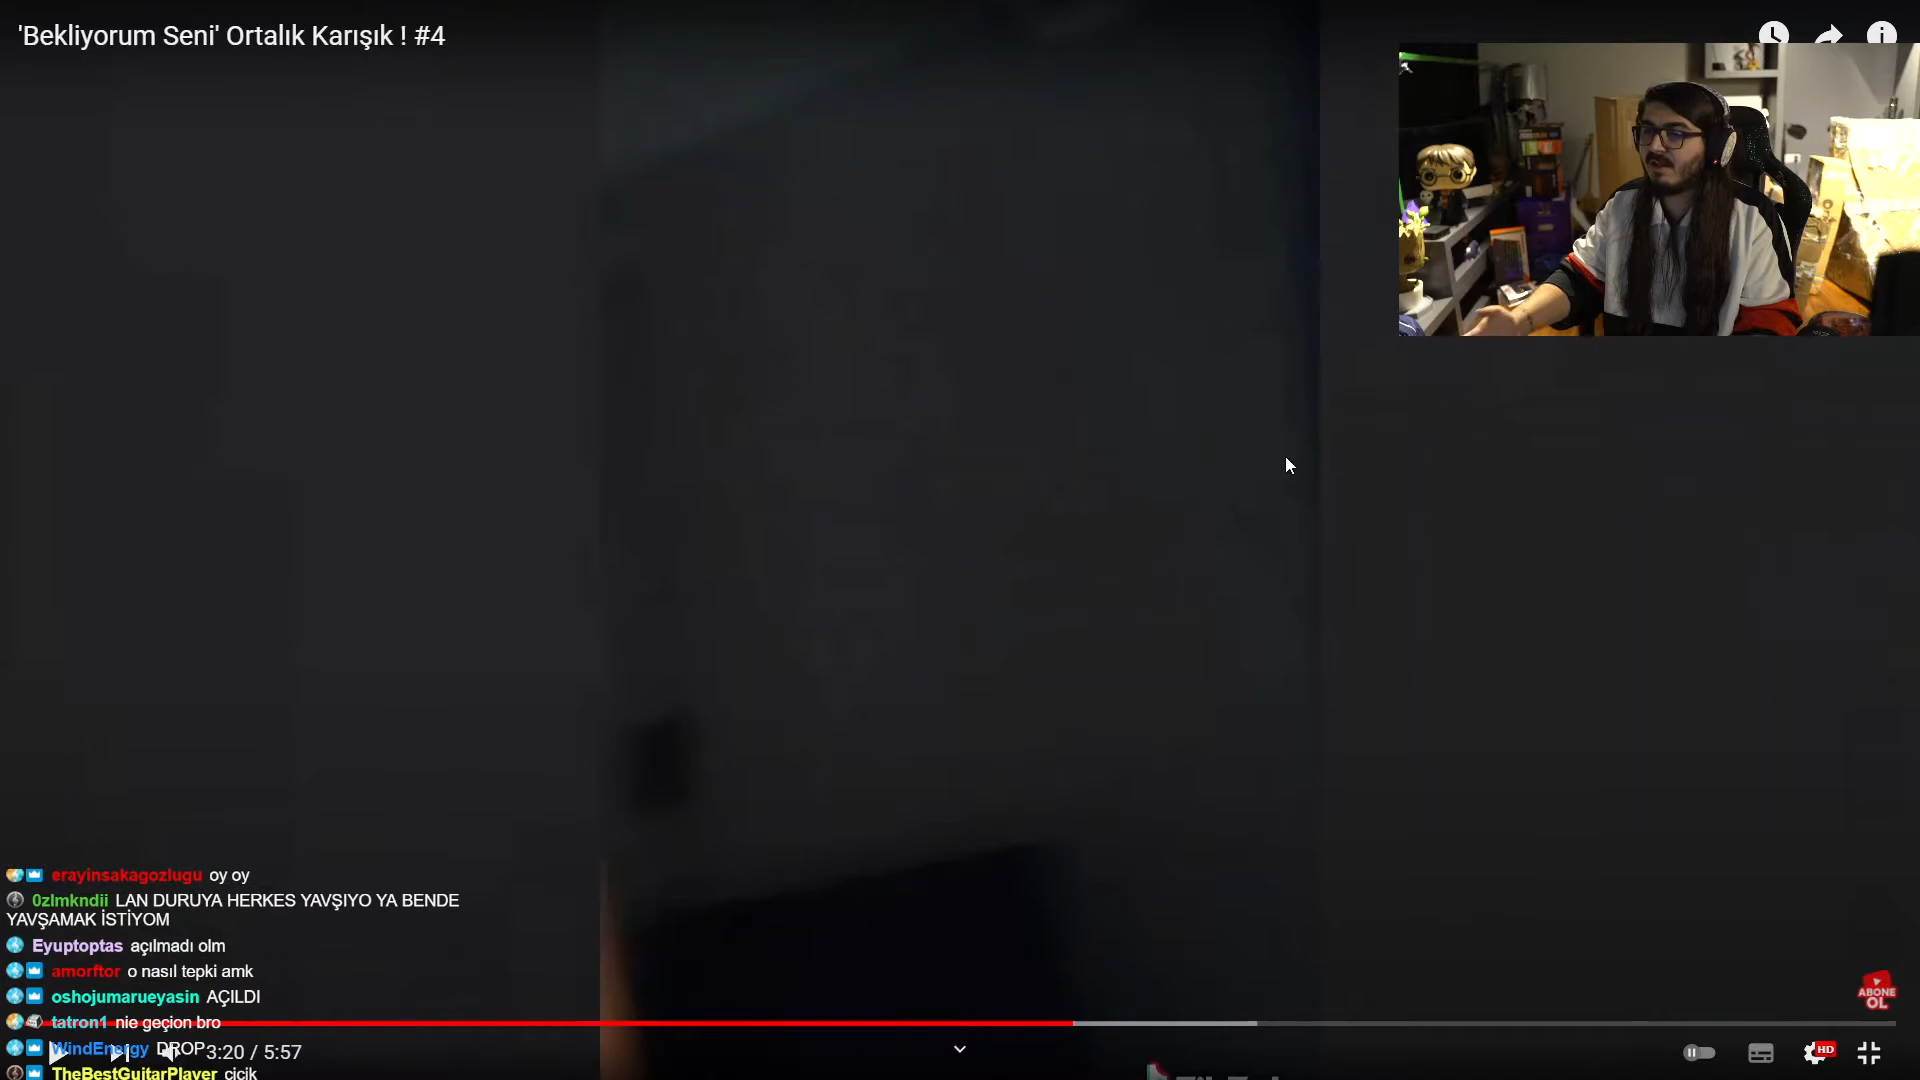 'Bekliyorum Seni' Ortalık Karışık ! #4
erayinsakagozlugu oy oy
0zlmkndii LAN DURUYA HERKES YAVŞIYO YA BENDE
YAVŞAMAK İSTİYOM
Eyuptoptas açılmadı olm
amorftor o nasıl tepki amk
oshojumarueyasin AÇILDI
tatron1 nie geçion bro
WindEnergy DROP
3:20 / 5:57
TheBestGuitarPlayer cicik
ABONE
OL
HD